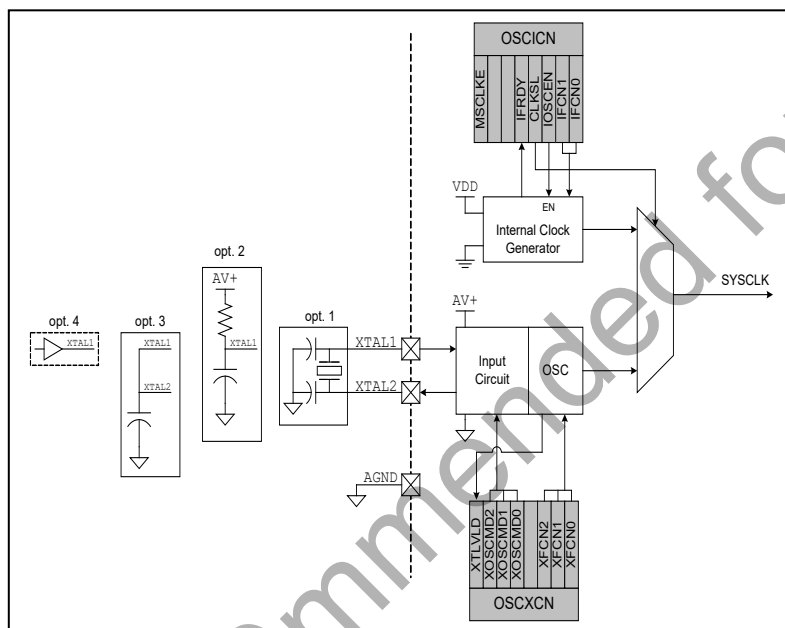 OSCICN
MSCLKE
IFRDY
CLKSL
IOSCEN
IFCN1
IFCN0
VDD
EN
Internal Clock
Generator
SYSCLK
opt. 4
XTAL1
opt. 3
XTAL1
XTAL2
opt. 2
AV+
XTAL1
opt. 1
XTAL1
XTAL2
AV+
Input
Circuit
OSC
AGND
XTLVLD
XOSCMD2
XOSCMD1
XOSCMD0
XFCN2
XFCN1
XFCN0
OSCXCN
ommended fo